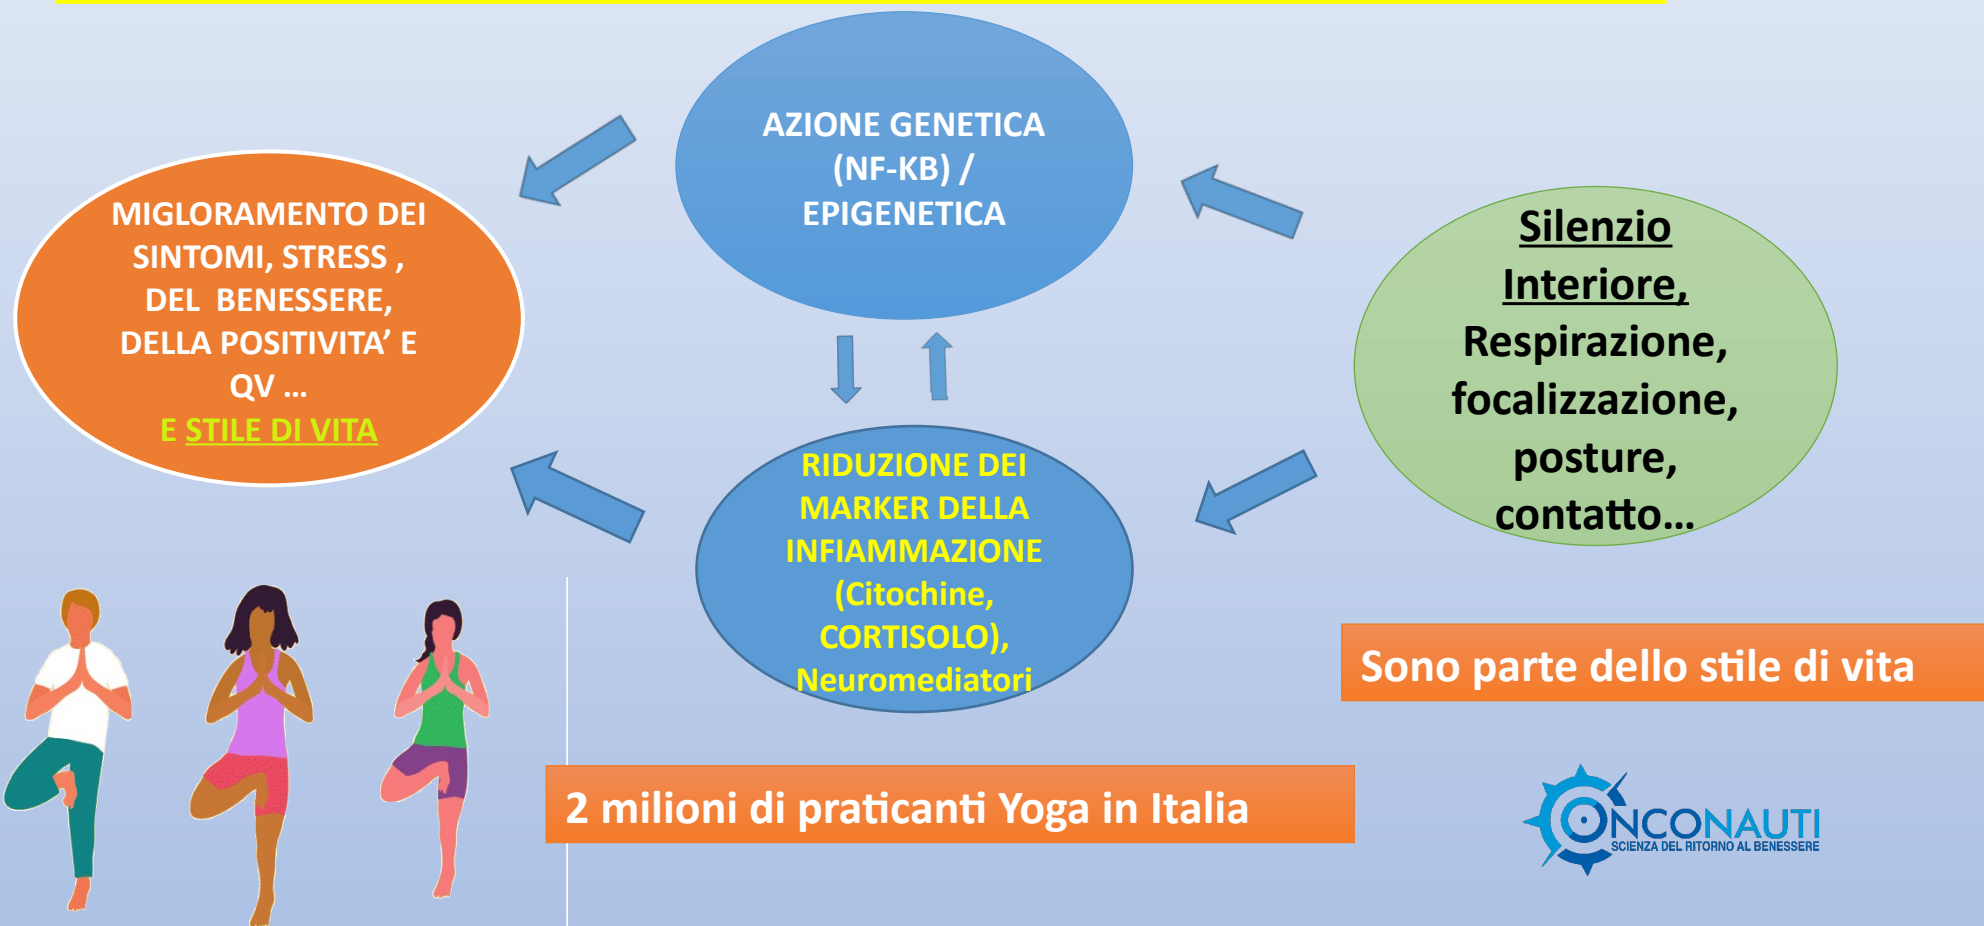 AZIONE GENETICA
(NF-KB) /
EPIGENETICA
MIGLORAMENTO DEI
SINTOMI, STRESS ,
DEL  BENESSERE,
DELLA POSITIVITA’ E
QV …
E STILE DI VITA
Silenzio
Interiore,
Respirazione,
focalizzazione,
posture,
contatto…
RIDUZIONE DEI
MARKER DELLA
INFIAMMAZIONE
(Citochine,
CORTISOLO),
Neuromediatori
Sono parte dello stile di vita
2 milioni di praticanti Yoga in Italia
ONCONAUTI
SCIENZA DEL RITORNO AL BENESSERE